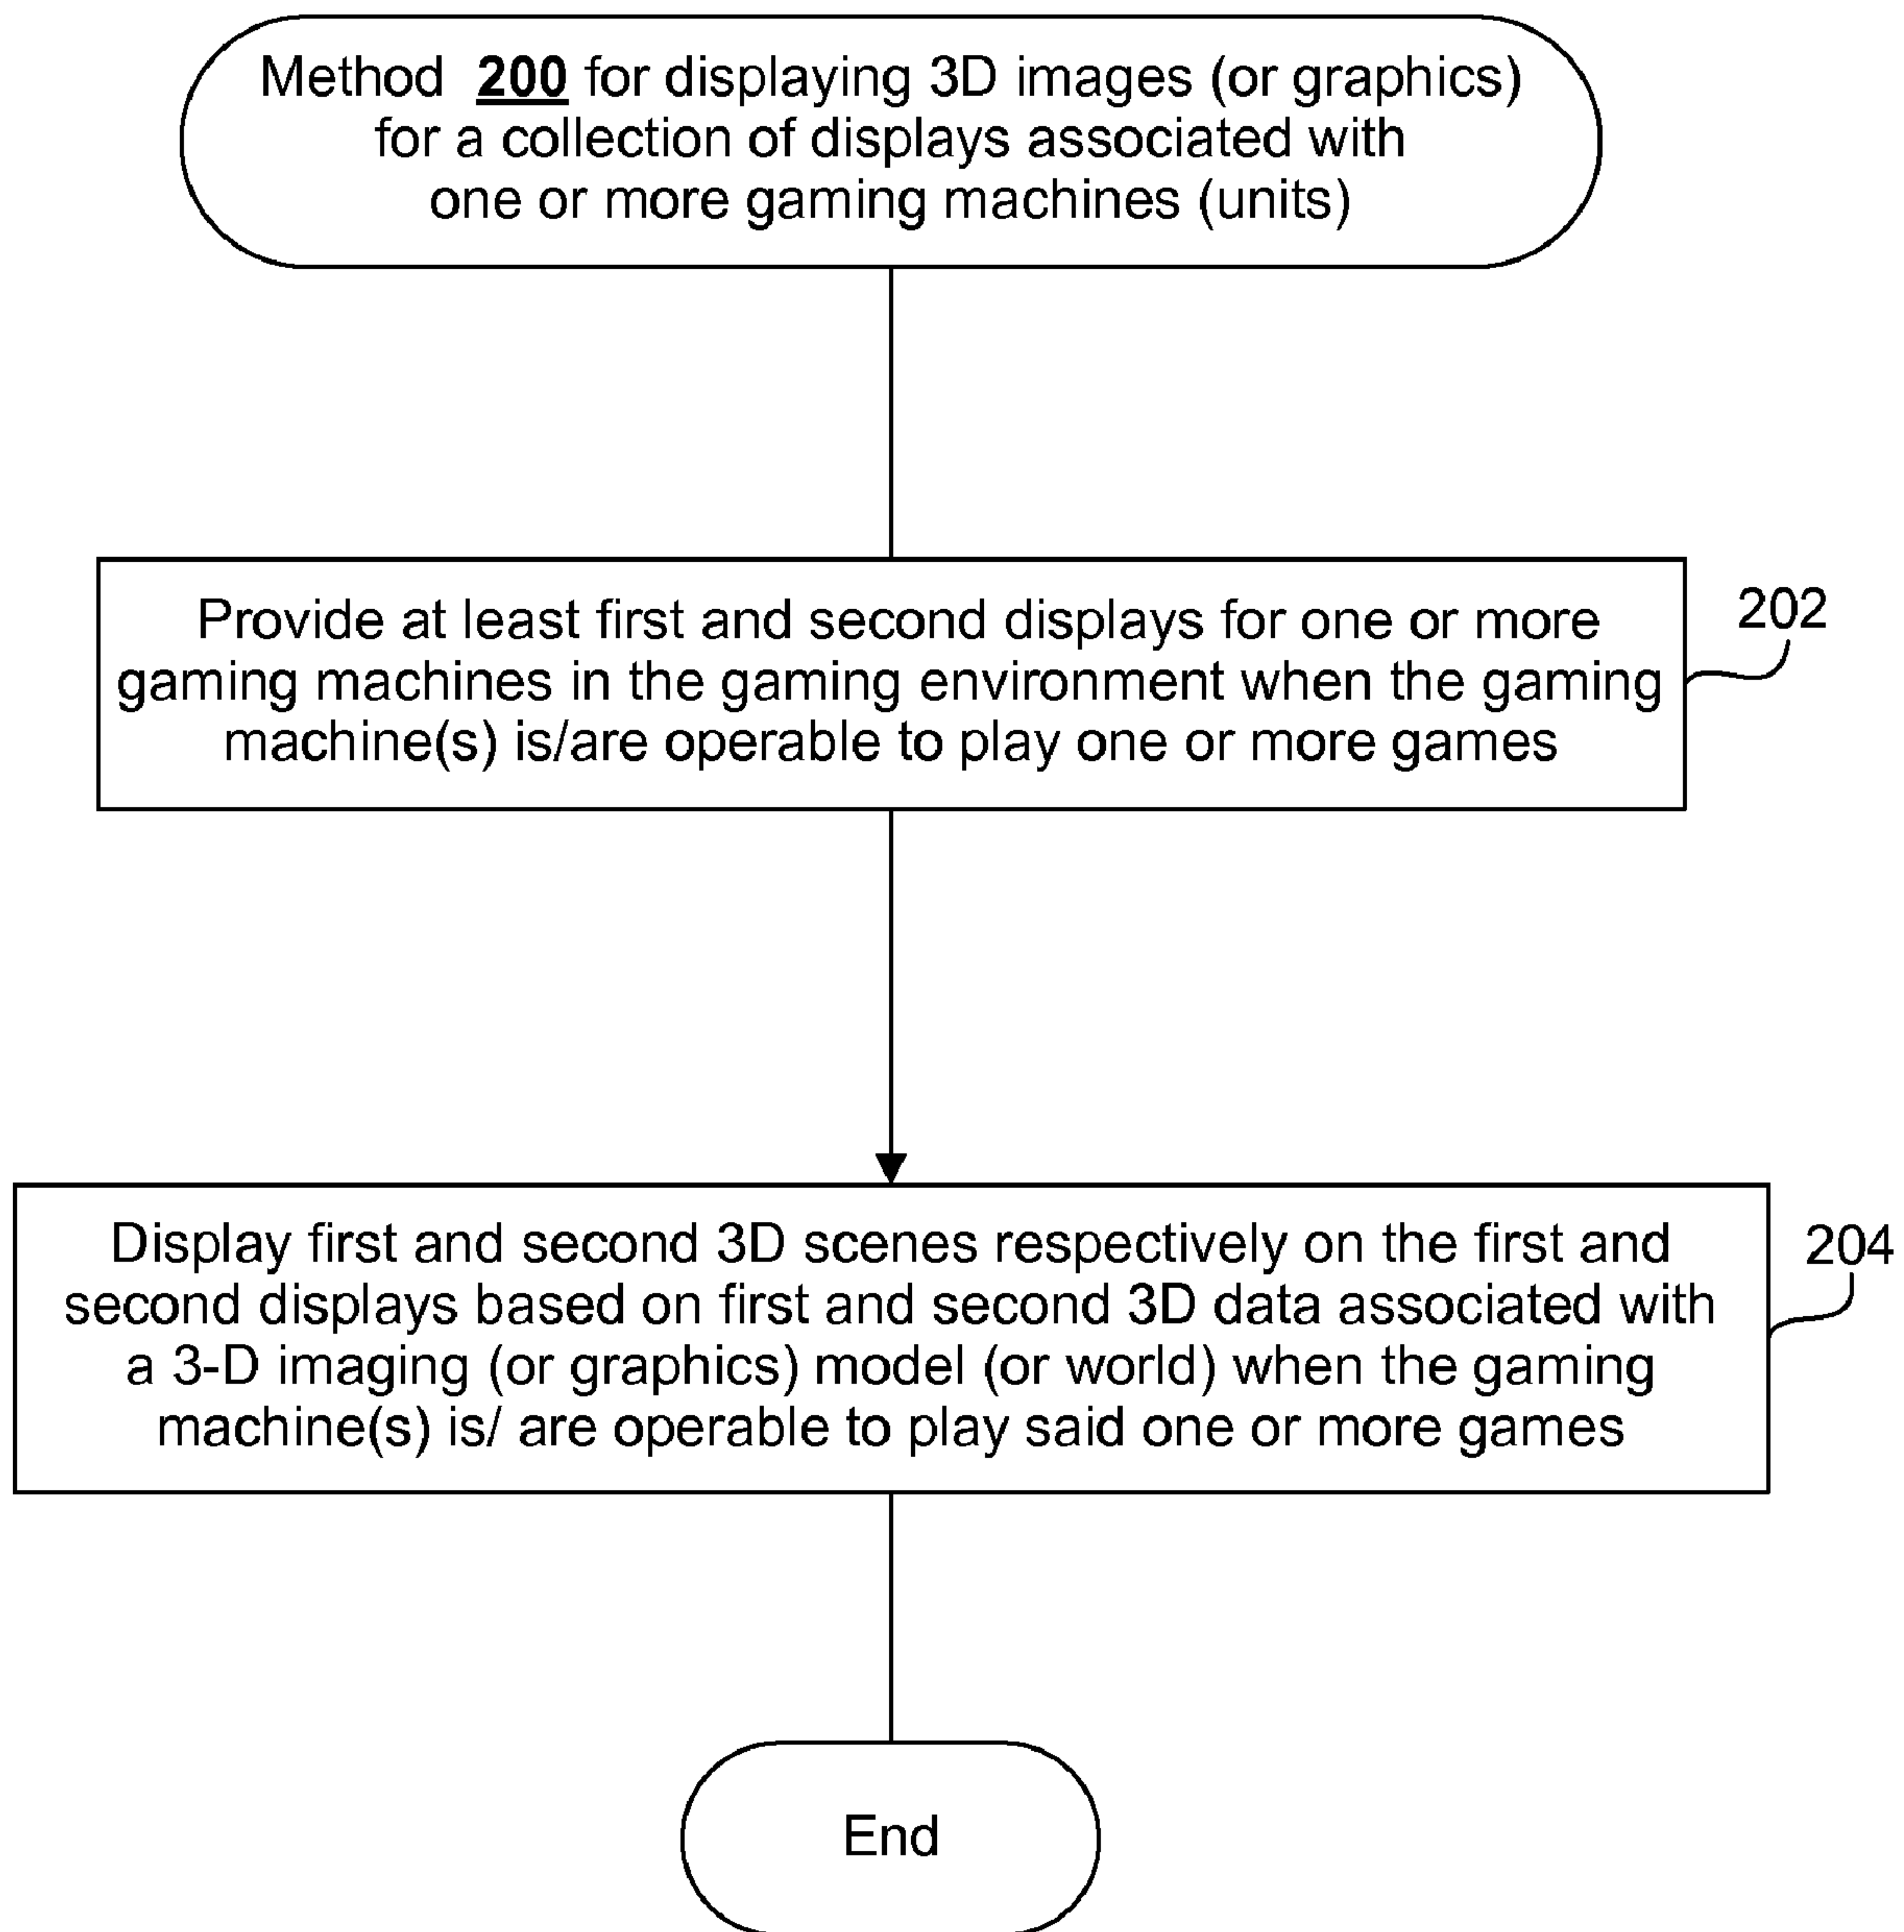 Method 200 for displaying 3D images (or graphics)
for a collection of displays associated with
one or more gaming machines (units)
Provide at least first and second displays for one or more
gaming machines in the gaming environment when the gaming
machine(s) is/are operable to play one or more games
202
Display first and second 3D scenes respectively on the first and
second displays based on first and second 3D data associated with
a 3-D imaging (or graphics) model (or world) when the gaming
machine(s) is/ are operable to play said one or more games
204
End